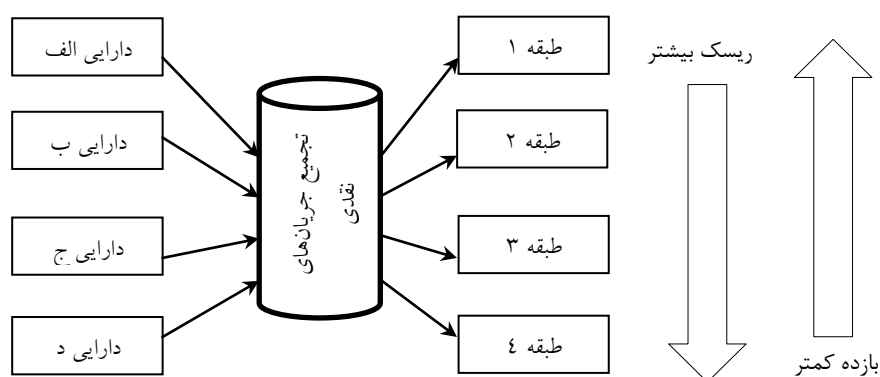 دارایی الف
دارایی ب
دارایی ج
دارایی د
تجمیع جریان‌های
نقدی
طبقه ۱
طبقه ۲
طبقه ۳
طبقه ٤
ریسک بیشتر
بازده کمتر